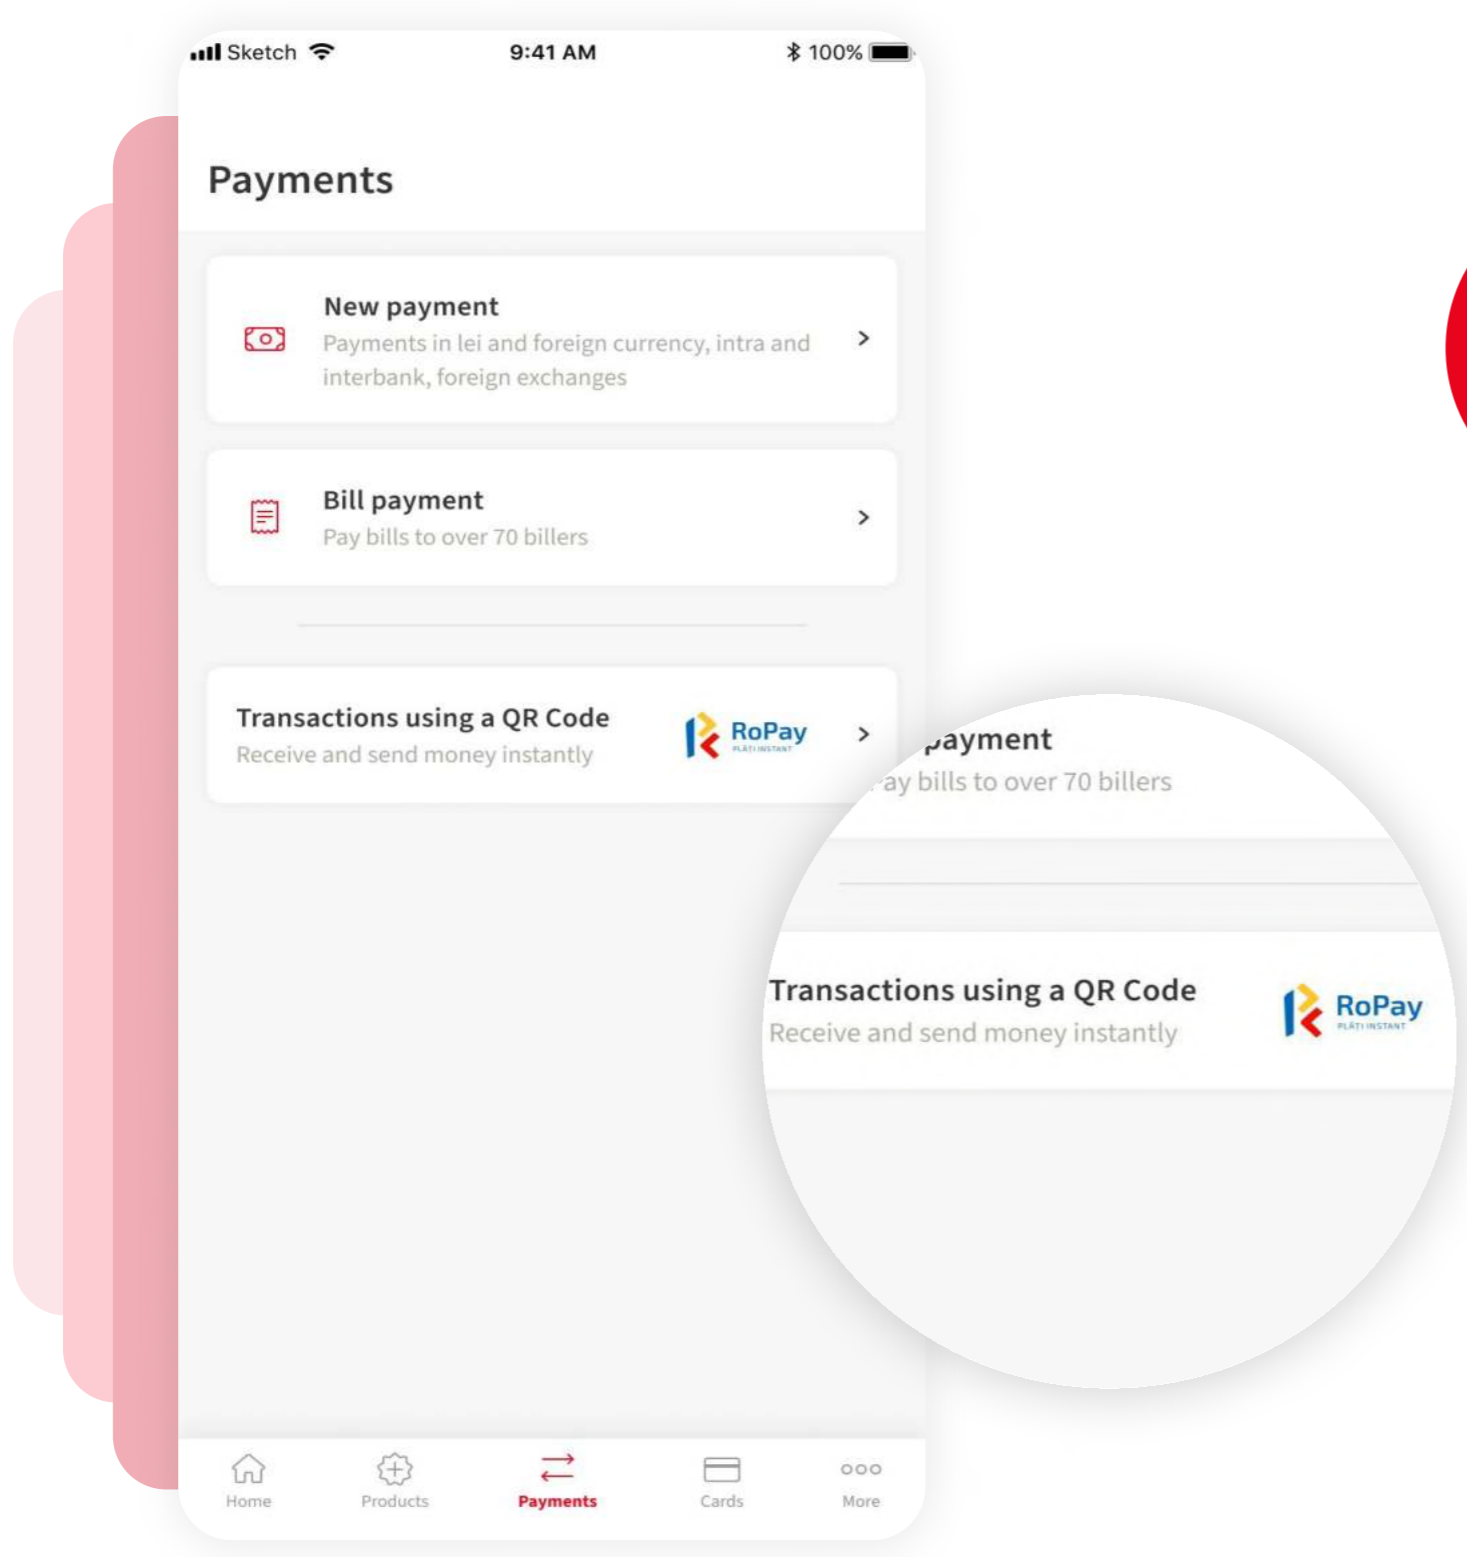 Sketch 9:41 AM 100%
Payments
New payment
Payments in lei and foreign currency, intra and
interbank, foreign exchanges
Bill payment
Pay bills to over 70 billers
Transactions using a QR Code
Receive and send money instantly
RoPay
PLĂȚI INSTANT
payment
ay bills to over 70 billers
Transactions using a QR Code
Receive and send money instantly
RoPay
PLĂȚI INSTANT
Home Products Payments Cards More